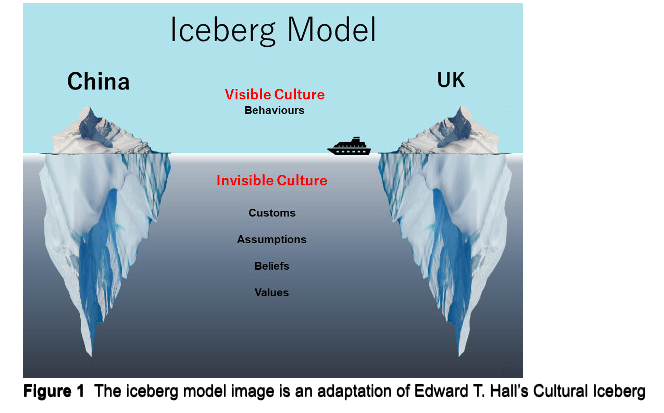 Iceberg Model
China
UK
Visible Culture
Behaviours
Invisible Culture
Customs
Assumptions
Beliefs
Values
Figure 1 The iceberg model image is an adaptation of Edward T. Hall's Cultural Iceberg